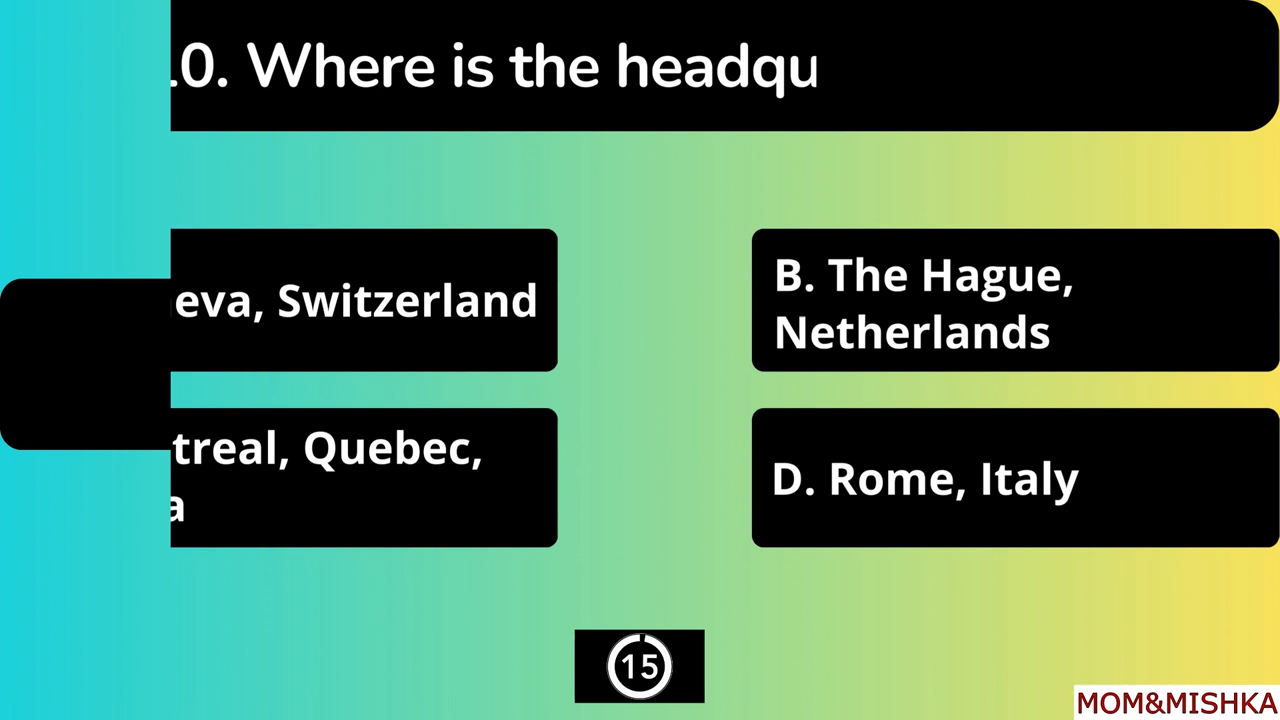 .0. Where is the headqu
eva, Switzerland
B. The Hague,
Netherlands
treal, Quebec,
a
D. Rome, Italy
15
MOM&MISHKA